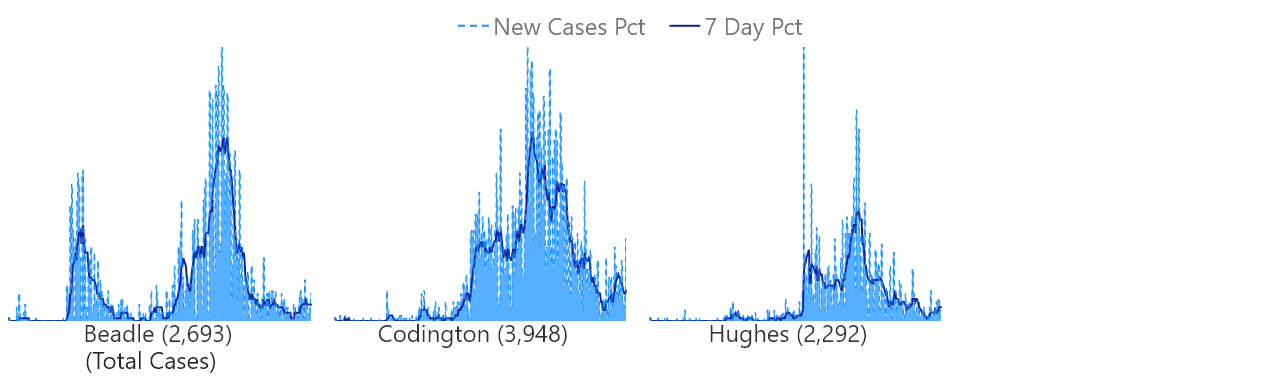 New Cases Pct 7 Day Pct
Beadle (2,693) Codington (3,948) Hughes (2,292)
(Total Cases)